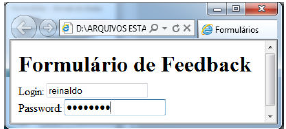 D:\ARQUIVOS ESTA
Formulários
Formulário de Feedback
Login: reinaldo
Password: ••••••••